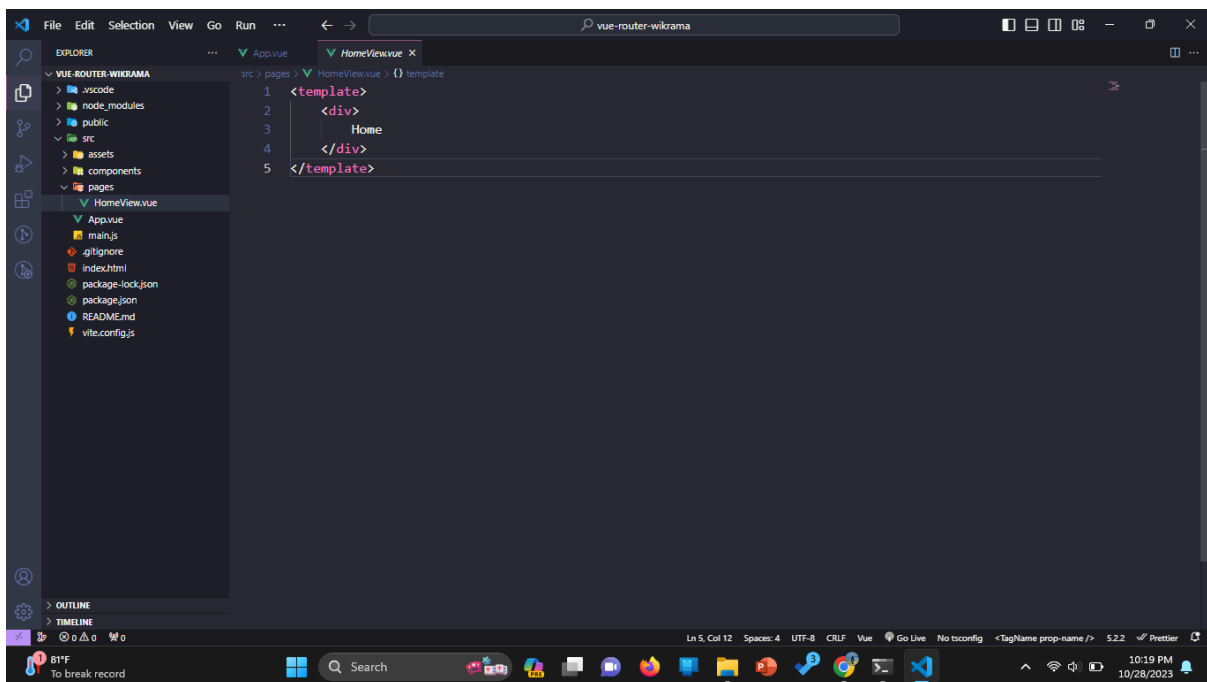 File Edit Selection View Go Run ··· vue-router-wikrama
EXPLORER ··· App.vue HomeView.vue
VUE-ROUTER-WIKRAMA
src > pages > HomeView.vue > {} template
.vscode
node_modules
public
src
assets
components
pages
HomeView.vue
App.vue
main.js
.gitignore
index.html
package-lock.json
package.json
README.md
vite.config.js
1 <template>
2 <div>
3 Home
4 </div>
5 </template>
OUTLINE
TIMELINE
0 0 0 Ln 5, Col 12 Spaces: 4 UTF-8 CRLF Vue Go Live No tsconfig <TagName prop-name /> 5.2.2 Prettier
1 81°F
To break record
Search
PRE
3
10:19 PM
10/28/2023